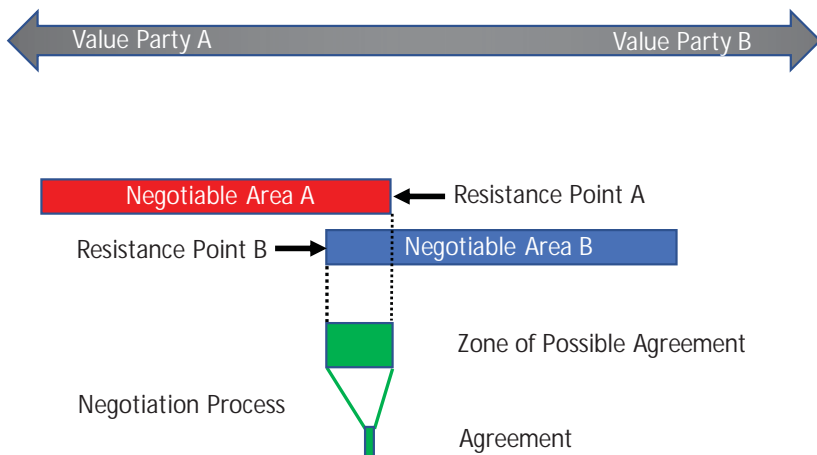 Value Party A
Value Party B
Negotiable Area A
Resistance Point A
Resistance Point B
Negotiable Area B
Zone of Possible Agreement
Negotiation Process
Agreement